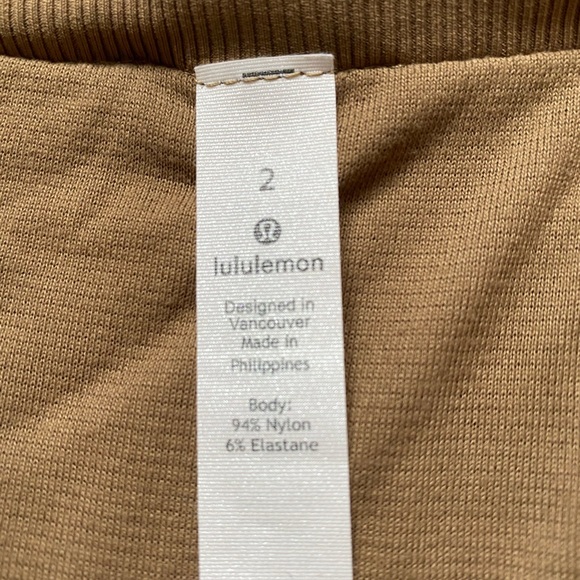 2
lululemon
Designed in
Vancouver
Made in
Philippines
Body:
94% Nylon
6% Elastane